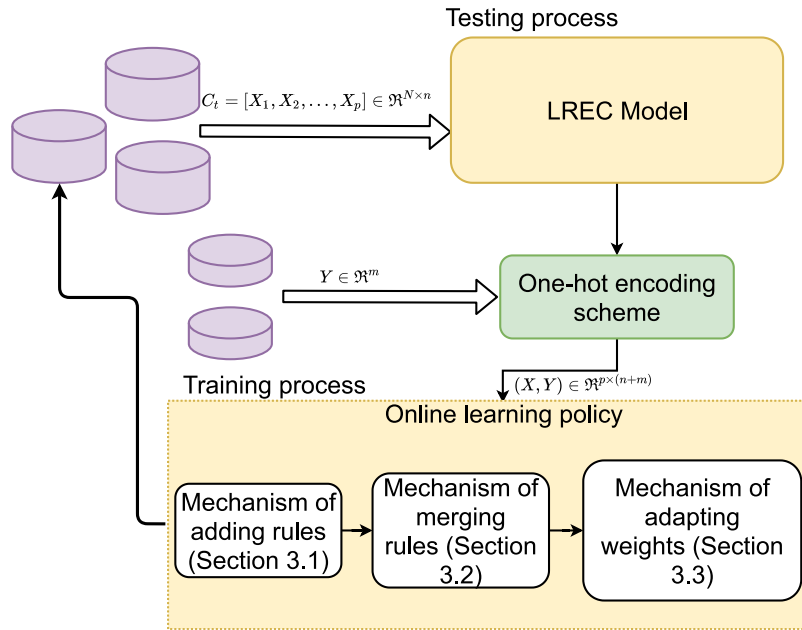 Testing process
C_t = [X_1, X_2, ..., X_p] ∈ ℜ^{N×n}
LREC Model
Y ∈ ℜ^m
One-hot encoding
scheme
(X, Y) ∈ ℜ^{p×(n+m)}
Training process
Online learning policy
Mechanism of
adding rules
(Section 3.1)
Mechanism of
merging
rules (Section
3.2)
Mechanism of
adapting
weights (Section
3.3)